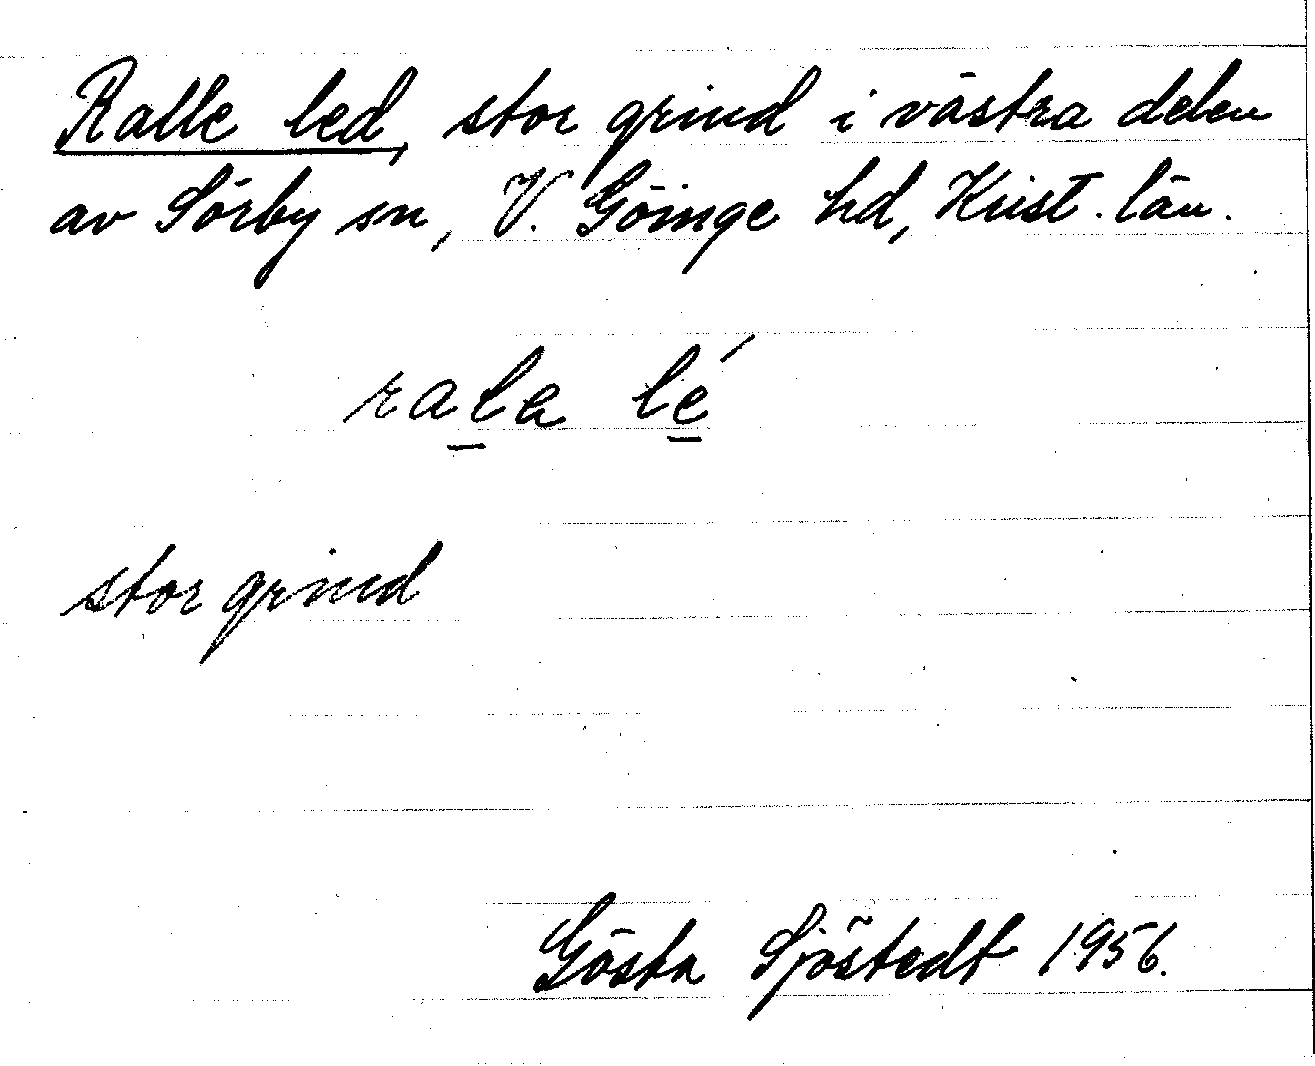 Ralle led, stor grind i västra delen
av Sörby sn, V. Göinge hd, Krist. län.
rala lé
stor grind
Gösta Sjöstedt 1956.